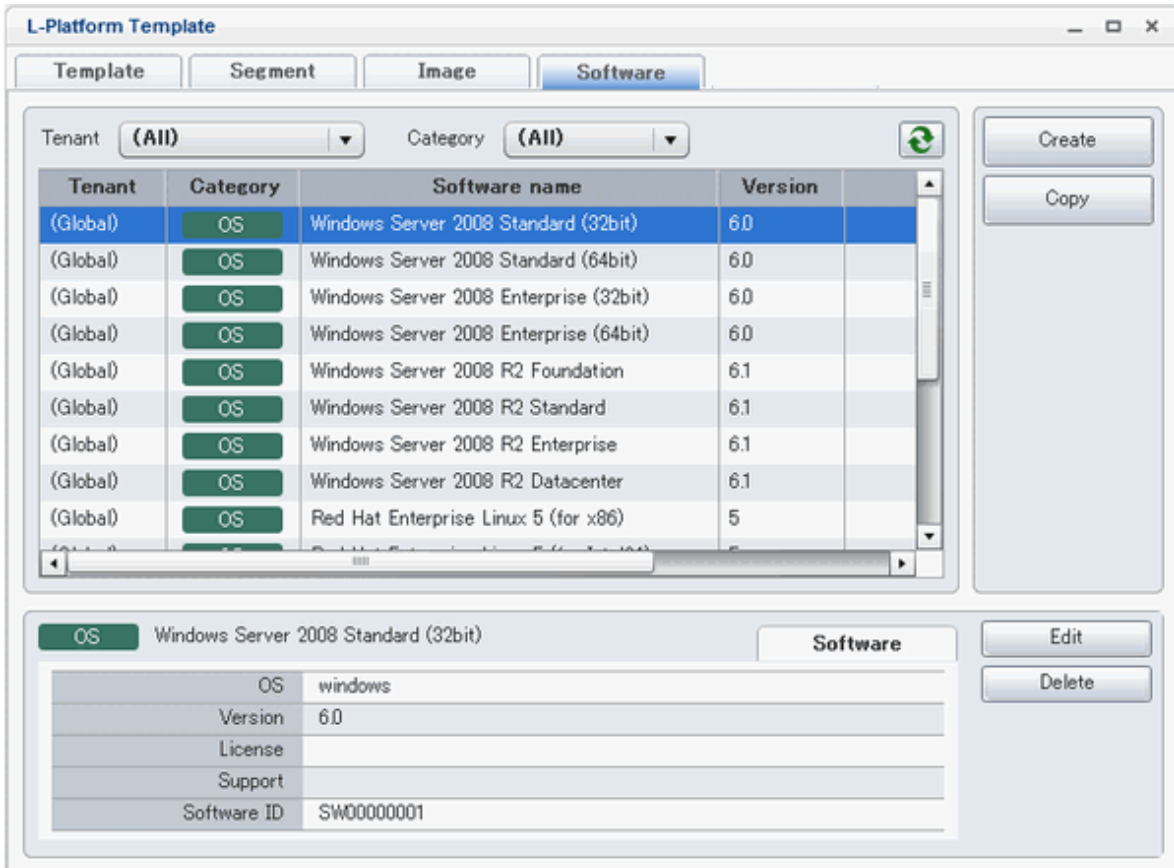 L-Platform Template
Template Segment Image Software
Tenant (All) Category (All)
Create
Copy
Tenant Category Software name Version
(Global) OS Windows Server 2008 Standard (32bit) 6.0
(Global) OS Windows Server 2008 Standard (64bit) 6.0
(Global) OS Windows Server 2008 Enterprise (32bit) 6.0
(Global) OS Windows Server 2008 Enterprise (64bit) 6.0
(Global) OS Windows Server 2008 R2 Foundation 6.1
(Global) OS Windows Server 2008 R2 Standard 6.1
(Global) OS Windows Server 2008 R2 Enterprise 6.1
(Global) OS Windows Server 2008 R2 Datacenter 6.1
(Global) OS Red Hat Enterprise Linux 5 (for x86) 5
OS Windows Server 2008 Standard (32bit) Software
Edit
Delete
OS windows
Version 6.0
License
Support
Software ID SW00000001